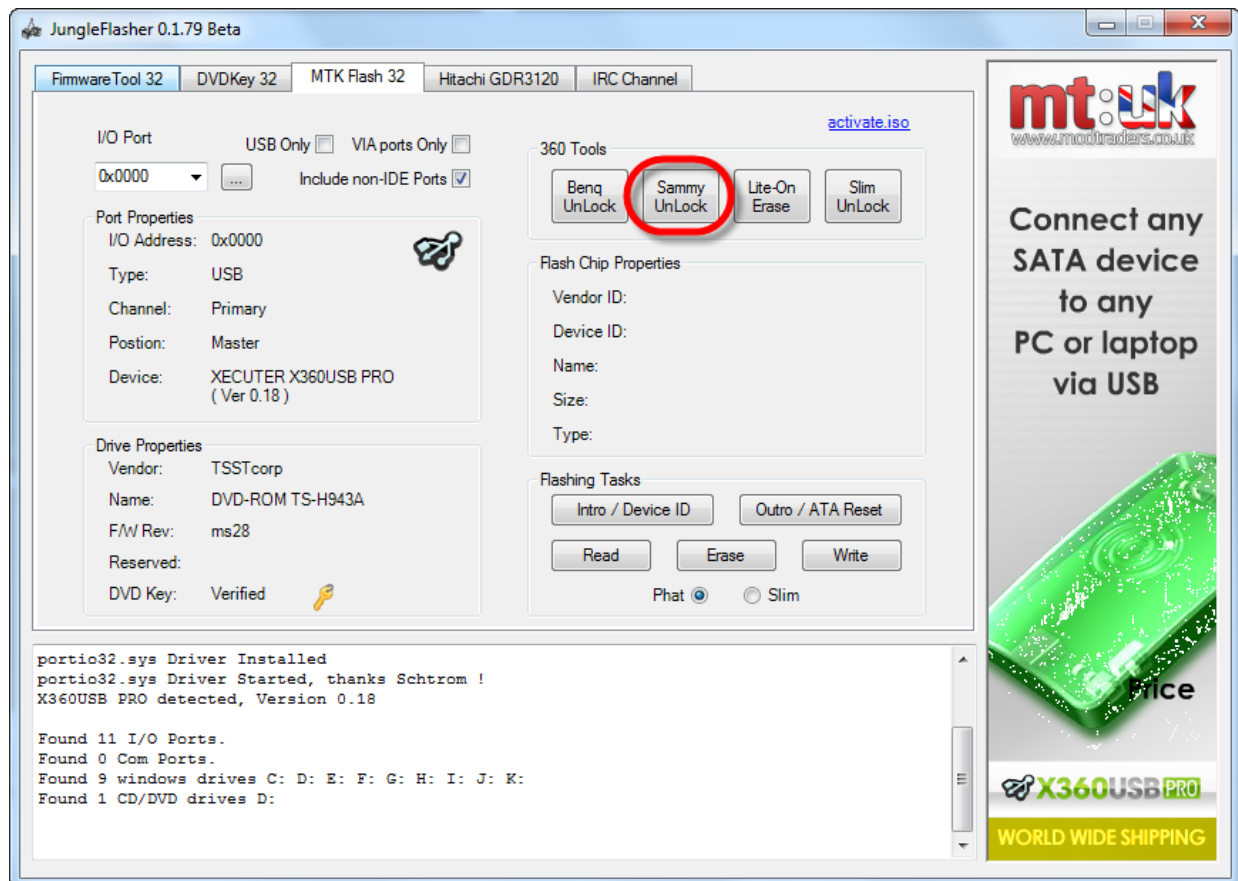 JungleFlasher 0.1.79 Beta
FirmwareTool 32 DVDKey 32 MTK Flash 32 Hitachi GDR3120 IRC Channel
activate.iso
I/O Port USB Only VIA ports Only
0x0000 ... Include non-IDE Ports
Port Properties
I/O Address: 0x0000
Type: USB
Channel: Primary
Postion: Master
Device: XECUTER X360USB PRO
( Ver 0.18 )
Drive Properties
Vendor: TSSTcorp
Name: DVD-ROM TS-H943A
F/W Rev: ms28
Reserved:
DVD Key: Verified
360 Tools
Benq UnLock
Sammy UnLock
Lite-On Erase
Slim UnLock
Flash Chip Properties
Vendor ID:
Device ID:
Name:
Size:
Type:
Flashing Tasks
Intro / Device ID Outro / ATA Reset
Read Erase Write
Phat Slim
portio32.sys Driver Installed
portio32.sys Driver Started, thanks Schtrom !
X360USB PRO detected, Version 0.18
Found 11 I/O Ports.
Found 0 Com Ports.
Found 9 windows drives C: D: E: F: G: H: I: J: K:
Found 1 CD/DVD drives D:
mt:uk
www.modtraders.co.uk
Connect any
SATA device
to any
PC or laptop
via USB
Price
X360USB PRO
WORLD WIDE SHIPPING